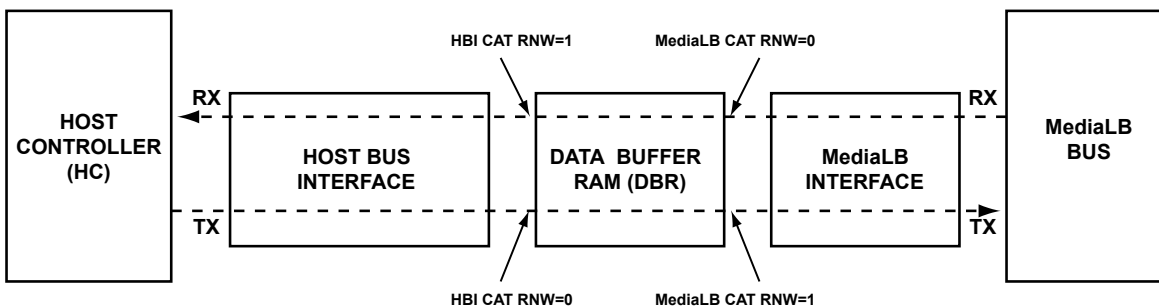 HBI CAT RNW=1
MediaLB CAT RNW=0
RX
RX
HOST
CONTROLLER
(HC)
HOST BUS
INTERFACE
DATA BUFFER
RAM (DBR)
MediaLB
INTERFACE
MediaLB
BUS
TX
TX
HBI CAT RNW=0
MediaLB CAT RNW=1